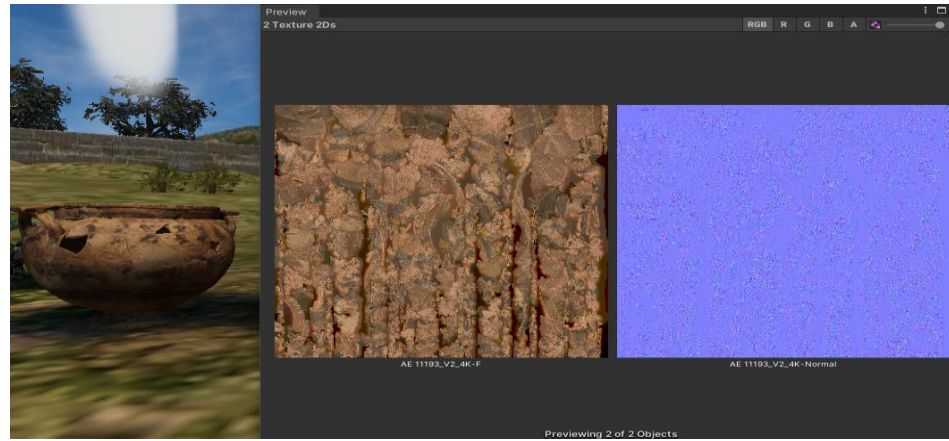 Preview
2 Texture 2Ds
RGB R G B A
AE 11193_V2_4K-F
AE 11193_V2_4K-Normal
Previewing 2 of 2 Objects